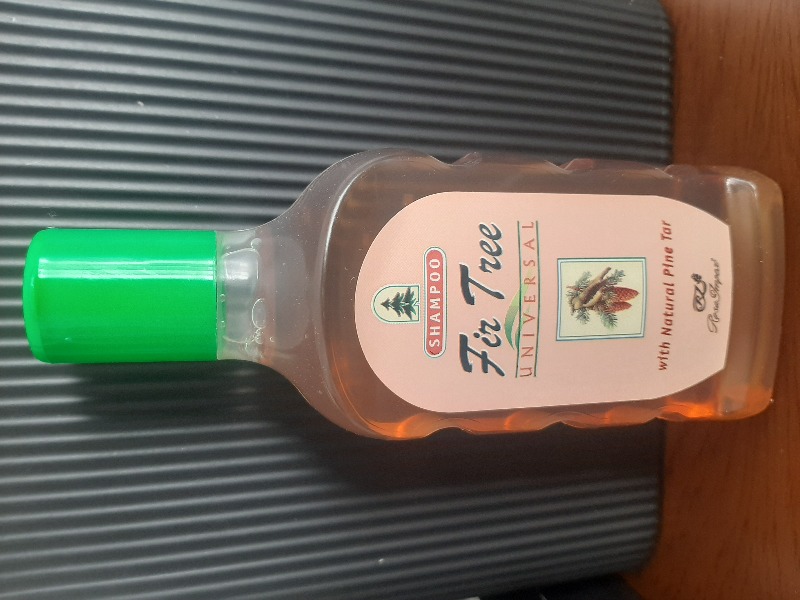 SHAMPOO
Fir Tree
UNIVERSAL
with Natural Pine Tar